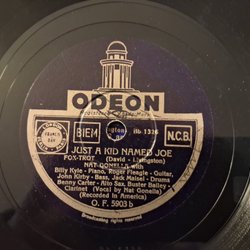 ODEON
BIEM
N.C.B.
JUST A KID NAMED JOE
FOX-TROT (David - Livingston)
NAT GONELLA with
Billy Kyle - Piano, Roger Fleagle - Guitar,
John Kirby - Bass, Jack Maisel - Drums
Benny Carter - Alto Sax, Buster Bailey -
Clarinet (Vocal by Nat Gonella)
(Recorded in America)
O. F. 5903 b